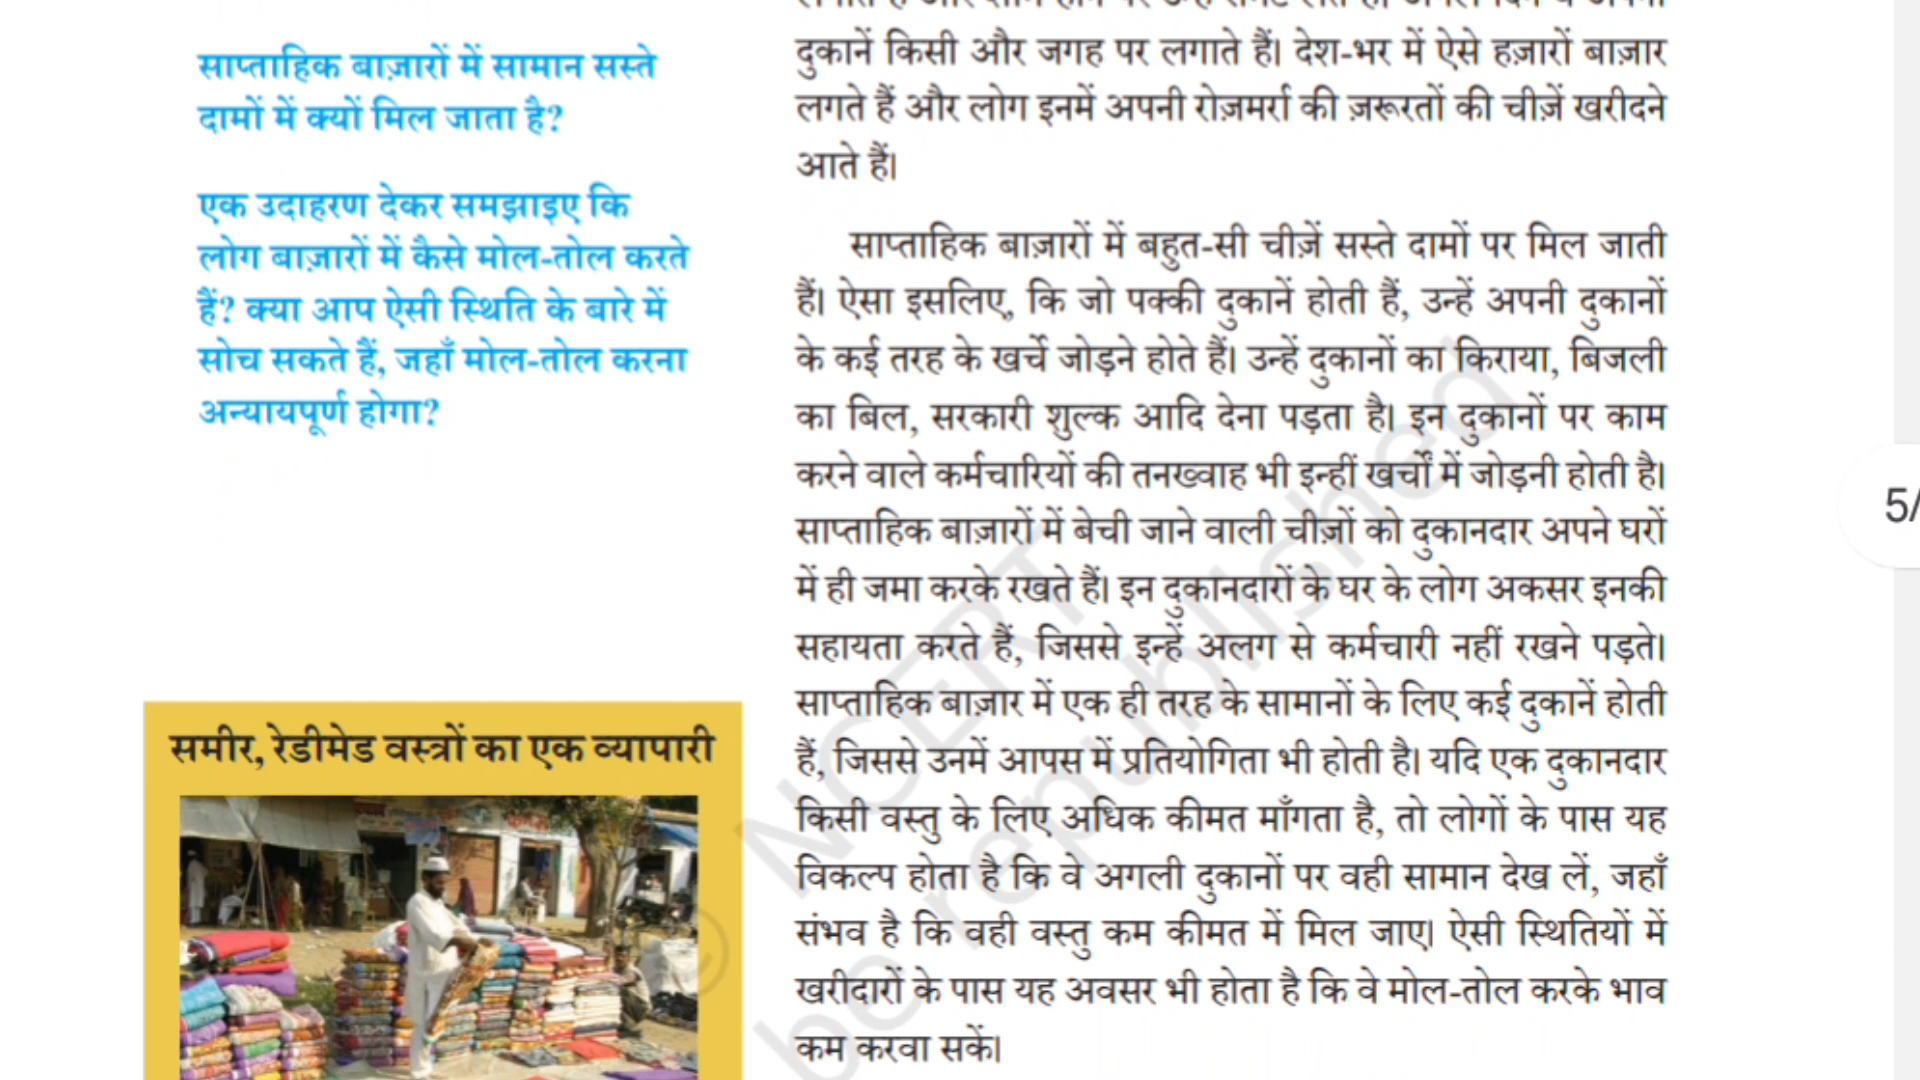 साप्ताहिक बाज़ारों में सामान सस्ते
दामों में क्यों मिल जाता है?
एक उदाहरण देकर समझाइए कि
लोग बाज़ारों में कैसे मोल-तोल करते
हैं? क्या आप ऐसी स्थिति के बारे में
सोच सकते हैं, जहाँ मोल-तोल करना
अन्यायपूर्ण होगा?
समीर, रेडीमेड वस्त्रों का एक व्यापारी
दुकानें किसी और जगह पर लगाते हैं। देश-भर में ऐसे हज़ारों बाज़ार
लगते हैं और लोग इनमें अपनी रोज़मर्रा की ज़रूरतों की चीज़ें खरीदने
आते हैं।
साप्ताहिक बाज़ारों में बहुत-सी चीज़ें सस्ते दामों पर मिल जाती
हैं। ऐसा इसलिए, कि जो पक्की दुकानें होती हैं, उन्हें अपनी दुकानों
के कई तरह के खर्चे जोड़ने होते हैं। उन्हें दुकानों का किराया, बिजली
का बिल, सरकारी शुल्क आदि देना पड़ता है। इन दुकानों पर काम
करने वाले कर्मचारियों की तनख्वाह भी इन्हीं खर्चों में जोड़नी होती है।
साप्ताहिक बाज़ारों में बेची जाने वाली चीज़ों को दुकानदार अपने घरों
में ही जमा करके रखते हैं। इन दुकानदारों के घर के लोग अकसर इनकी
सहायता करते हैं, जिससे इन्हें अलग से कर्मचारी नहीं रखने पड़ते।
साप्ताहिक बाज़ार में एक ही तरह के सामानों के लिए कई दुकानें होती
हैं, जिससे उनमें आपस में प्रतियोगिता भी होती है। यदि एक दुकानदार
किसी वस्तु के लिए अधिक कीमत माँगता है, तो लोगों के पास यह
विकल्प होता है कि वे अगली दुकानों पर वही सामान देख लें, जहाँ
संभव है कि वही वस्तु कम कीमत में मिल जाए। ऐसी स्थितियों में
खरीदारों के पास यह अवसर भी होता है कि वे मोल-तोल करके भाव
कम करवा सकें।
© NCERT
be republished
5/